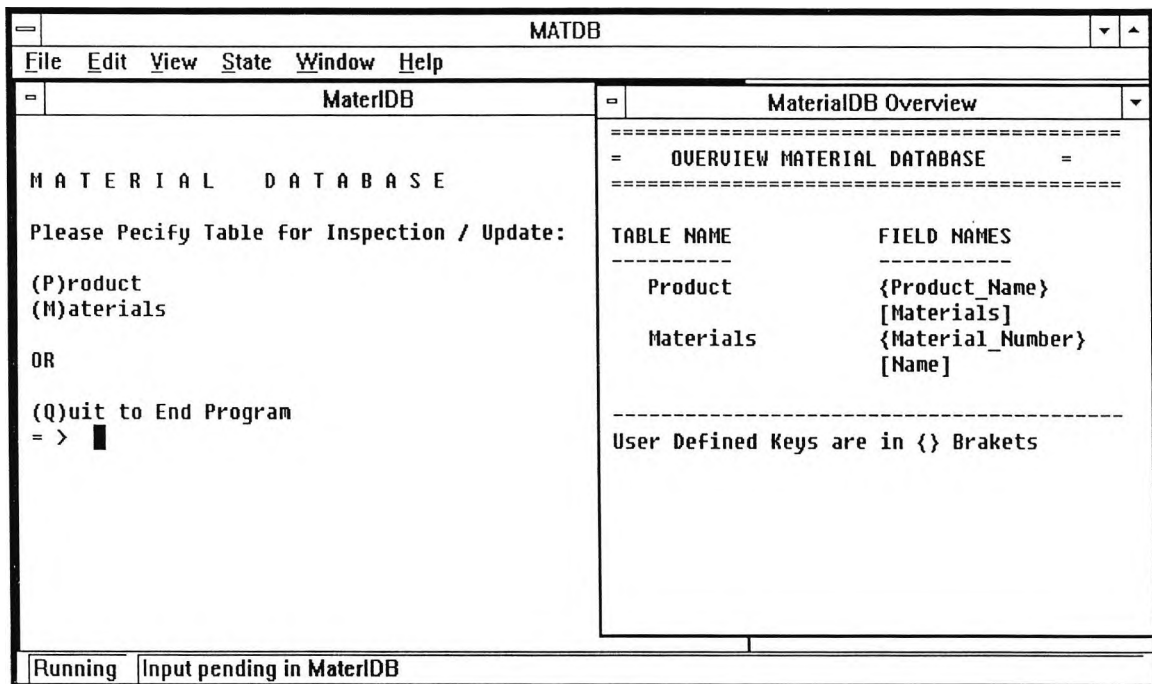 MATDB
File Edit View State Window Help
MaterIDB
M A T E R I A L D A T A B A S E
Please Pecify Table for Inspection / Update:
(P)roduct
(M)aterials
OR
(Q)uit to End Program
= >
MaterialDB Overview
==========================================
= OVERVIEW MATERIAL DATABASE =
==========================================
TABLE NAME FIELD NAMES
---------- -----------
Product {Product_Name}
[Materials]
Materials {Material_Number}
[Name]
------------------------------------------
User Defined Keys are in {} Brakets
Running Input pending in MaterIDB